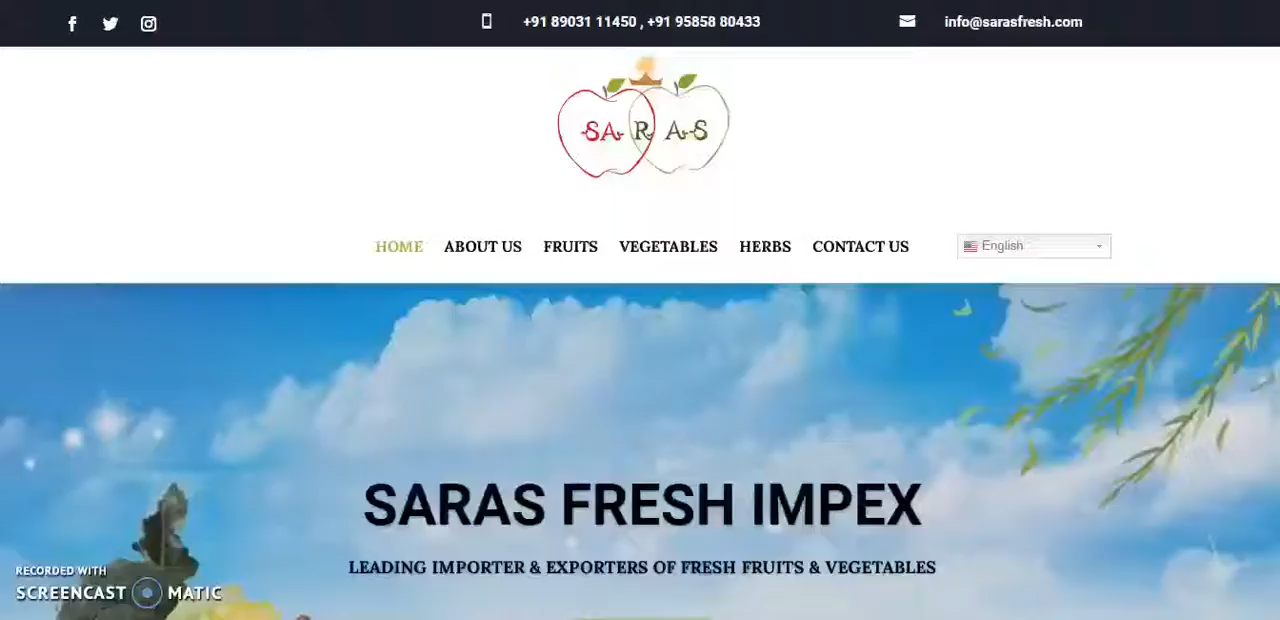 +91 89031 11450 , +91 95858 80433
info@sarasfresh.com
SARAS
HOME ABOUT US FRUITS VEGETABLES HERBS CONTACT US
English
SARAS FRESH IMPEX
LEADING IMPORTER & EXPORTERS OF FRESH FRUITS & VEGETABLES
RECORDED WITH
SCREENCAST MATIC